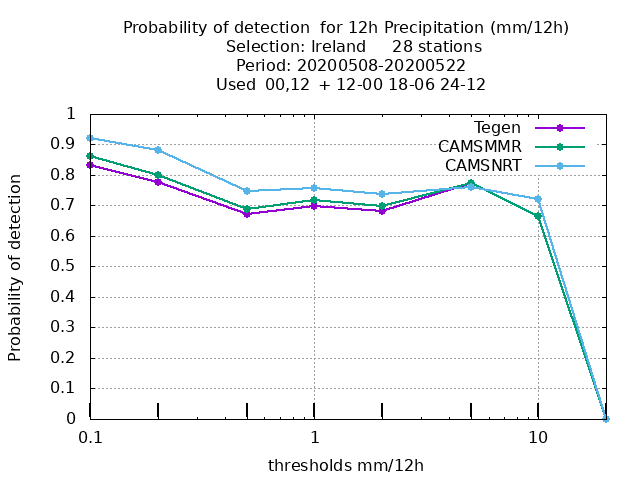 Probability of detection  for 12h Precipitation (mm/12h)
Selection: Ireland     28 stations
Period: 20200508-20200522
Used  00,12  + 12-00 18-06 24-12
Tegen
CAMSMMR
CAMSNRT
Probability of detection
1
0.9
0.8
0.7
0.6
0.5
0.4
0.3
0.2
0.1
0
0.1
1
10
thresholds mm/12h